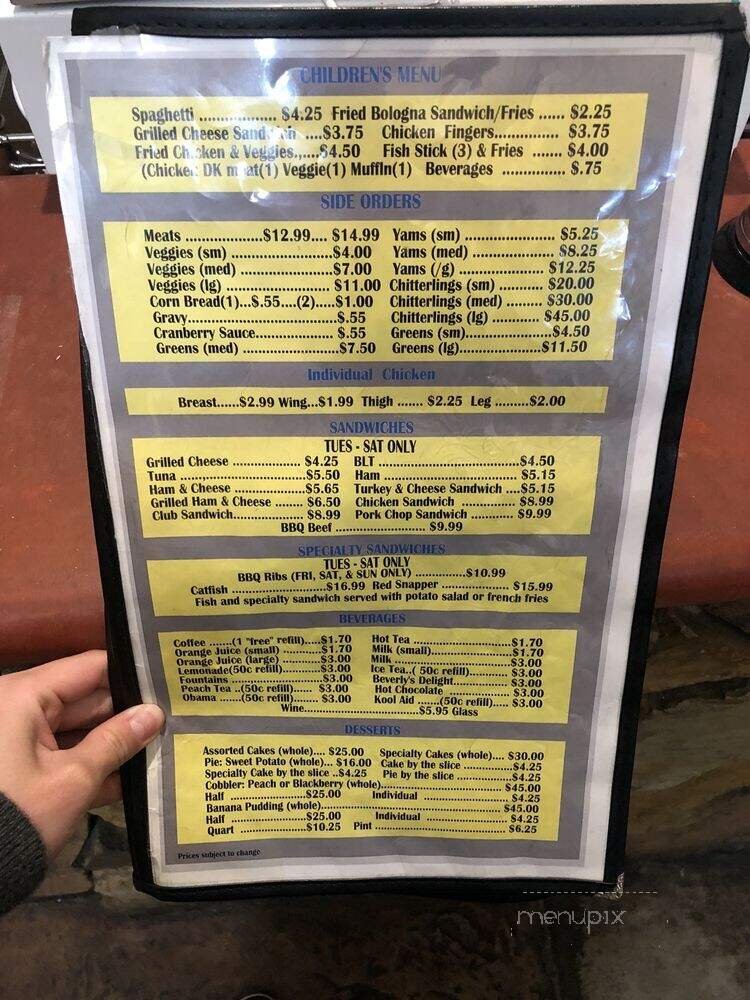 CHILDREN'S MENU
Spaghetti .................. $4.25 Fried Bologna Sandwich/Fries ...... $2.25
Grilled Cheese ....$3.75 Chicken Fingers............... $3.75
Fried Chicken & Veggies.,....$4.50 Fish Stick (3) & Fries ....... $4.00
DK Veggie(1) MuffIn(1) Beverages ............... $.75
SIDE ORDERS
Meats ...................$12.99.... $14.99 Yams (sm) ....................... $5.25
Veggies (sm) ........................ $4.00 Yams (med) ..................... $8.25
Veggies (med) ....................... $7.00 Yams (/g) ..................... $12.25
Veggies (lg) ......................... $11.00 Chitterlings (sm) ............ $20.00
Corn Bread(1)...$.55....(2).....$1.00 Chitterlings (med) ......... $30.00
Gravy................................... $.55 Chitterlings (lg) ............ $45.00
Cranberry Sauce................... $.55 Greens (sm)......................$4.50
Greens (med) .......................$7.50 Greens (lg).....................$11.50
Individual Chicken
Breast......$2.99 Wing...$1.99 Thigh ....... $2.25 Leg .........$2.00
SANDWICHES
TUES - SAT ONLY
Grilled Cheese .................. $4.25 BLT ....................................$4.50
Tuna ..................................$5.50 Ham ................................... $5.15
Ham & Cheese ................... $5.65 Turkey & Cheese Sandwich ....$5.15
Grilled Ham & Cheese ....... $6.50 Chicken Sandwich .............. $8.99
Club Sandwich................... $8.99 Pork Chop Sandwich ........... $9.99
BBQ Beef ........................ $9.99
SPECIALTY SANDWICHES
TUES - SAT ONLY
BBQ Ribs (FRI, SAT, & SUN ONLY) ..............$10.99
Catfish ..........................$16.99 Red Snapper .................. $15.99
Fish and specialty sandwich served with potato salad or french fries
BEVERAGES
Coffee .......(1 "free" refill).....$1.70 Hot Tea ..........................$1.70
Orange Juice (small) ............$1.70 Milk (small)......................$1.70
Orange Juice (large) ............$3.00 Milk ...............................$3.00
Lemonade(50c refill)............$3.00 Ice Tea..( 50c refill)........... $3.00
Fountains ............................$3.00 Beverly's Delight................ $3.00
Peach Tea ..(50c refill)...... $3.00 Hot Chocolate ................ $3.00
Obama ......(50c refill)....... $3.00 Kool Aid ......(50c refill)..... $3.00
Wine................................$5.95 Glass
DESSERTS
Assorted Cakes (whole).... $25.00 Specialty Cakes (whole).... $30.00
Pie: Sweet Potato (whole)... $16.00 Cake by the slice ..............$4.25
Specialty Cake by the slice ..$4.25 Pie by the slice ................$4.25
Cobbler: Peach or Blackberry (whole)............................... $45.00
Half .....................$25.00 Individual ....................... $4.25
Banana Pudding (whole)............................................... $45.00
Half .....................$25.00 Individual ....................... $4.25
Quart ..................$10.25 Pint .................................. $6.25
Prices subject to change
menupix